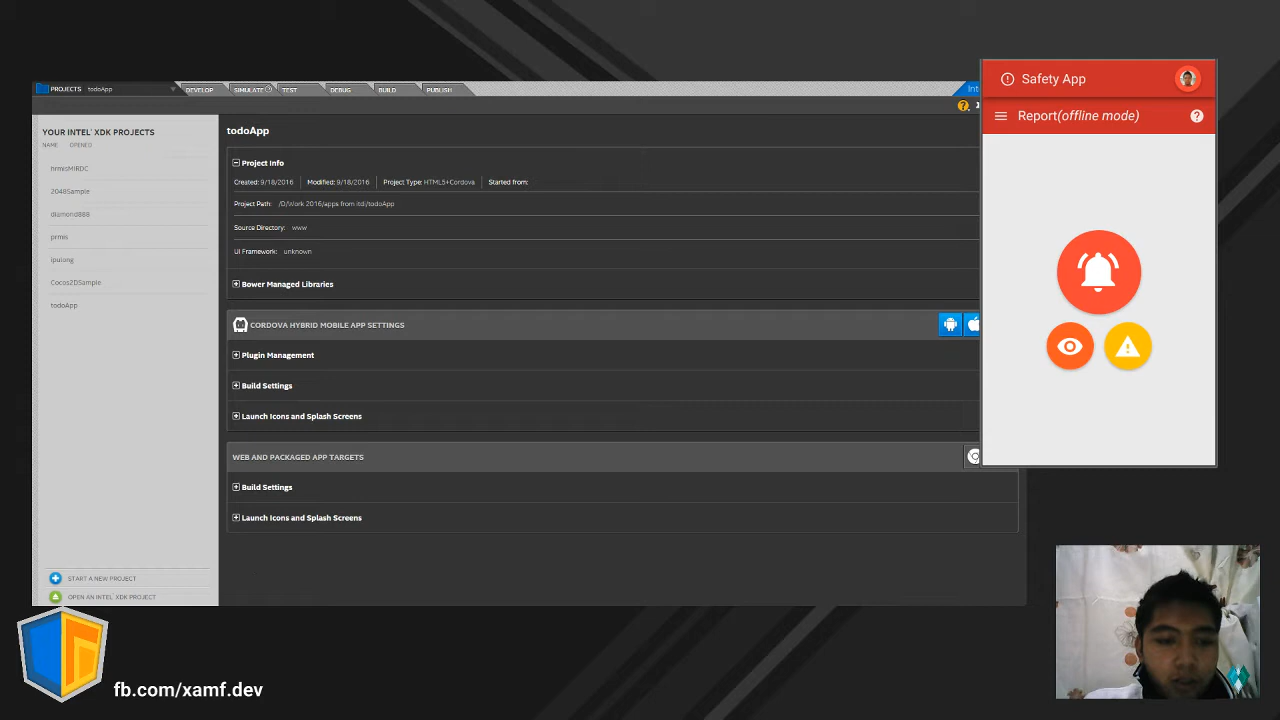 PROJECTS todoApp
DEVELOP
SIMULATE
TEST
DEBUG
BUILD
PUBLISH
YOUR INTEL® XDK PROJECTS
NAME OPENED
hrmisMIRDC
2048Sample
diamond888
prmis
ipulong
Cocos2DSample
todoApp
START A NEW PROJECT
OPEN AN INTEL® XDK PROJECT
todoApp
Project Info
Created: 9/18/2016 Modified: 9/18/2016 Project Type: HTML5+Cordova Started from:
Project Path: /D/Work 2016/apps from itdi/todoApp
Source Directory: www
UI Framework: unknown
Bower Managed Libraries
CORDOVA HYBRID MOBILE APP SETTINGS
Plugin Management
Build Settings
Launch Icons and Splash Screens
WEB AND PACKAGED APP TARGETS
Build Settings
Launch Icons and Splash Screens
Safety App
Report(offline mode)
fb.com/xamf.dev